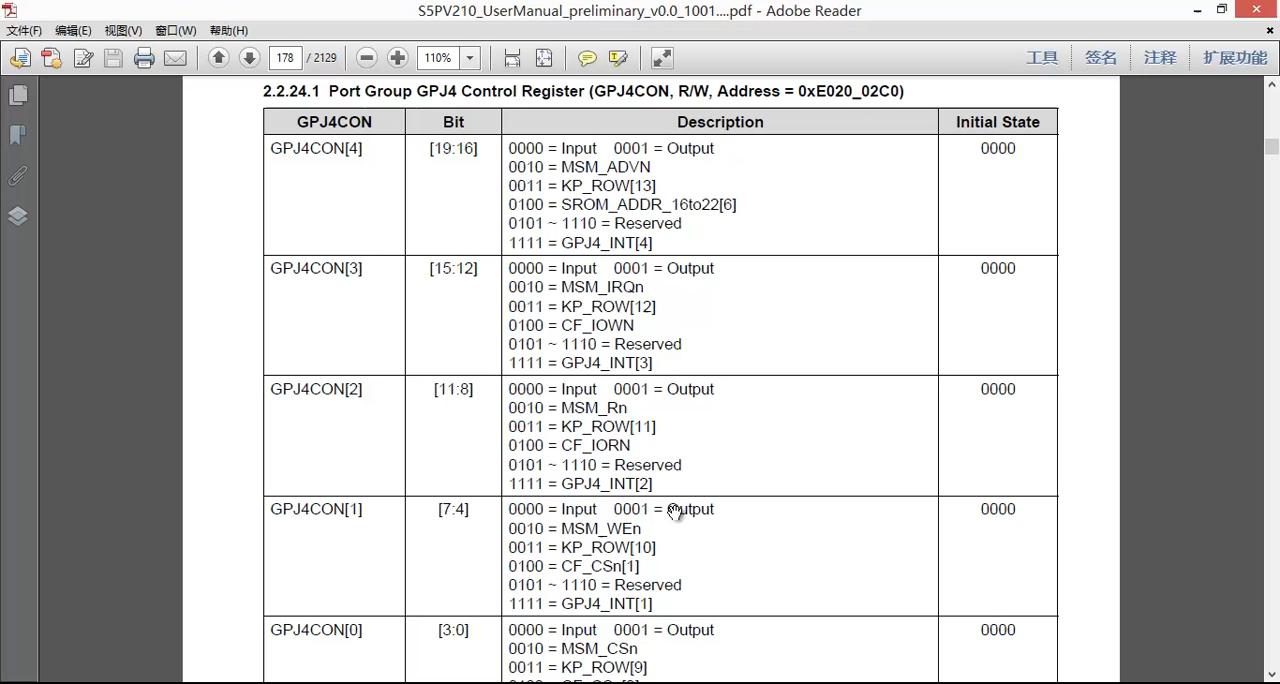 S5PV210_UserManual_preliminary_v0.0_1001....pdf - Adobe Reader
文件(F) 编辑(E) 视图(V) 窗口(W) 帮助(H)
178 / 2129 110% 工具 签名 注释 扩展功能
2.2.24.1 Port Group GPJ4 Control Register (GPJ4CON, R/W, Address = 0xE020_02C0)
GPJ4CON Bit Description Initial State
GPJ4CON[4] [19:16] 0000 = Input 0001 = Output 0000
0010 = MSM_ADVN
0011 = KP_ROW[13]
0100 = SROM_ADDR_16to22[6]
0101 ~ 1110 = Reserved
1111 = GPJ4_INT[4]
GPJ4CON[3] [15:12] 0000 = Input 0001 = Output 0000
0010 = MSM_IRQn
0011 = KP_ROW[12]
0100 = CF_IOWN
0101 ~ 1110 = Reserved
1111 = GPJ4_INT[3]
GPJ4CON[2] [11:8] 0000 = Input 0001 = Output 0000
0010 = MSM_Rn
0011 = KP_ROW[11]
0100 = CF_IORN
0101 ~ 1110 = Reserved
1111 = GPJ4_INT[2]
GPJ4CON[1] [7:4] 0000 = Input 0001 = Output 0000
0010 = MSM_WEn
0011 = KP_ROW[10]
0100 = CF_CSn[1]
0101 ~ 1110 = Reserved
1111 = GPJ4_INT[1]
GPJ4CON[0] [3:0] 0000 = Input 0001 = Output 0000
0010 = MSM_CSn
0011 = KP_ROW[9]